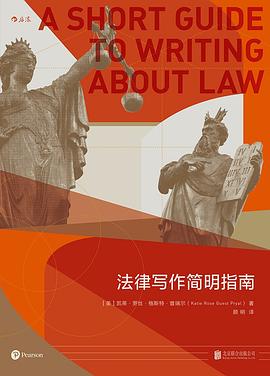 A SHORT GUIDE
TO WRITING
ABOUT LAW
后浪
法律写作简明指南
[美] 凯蒂·罗丝·格斯特·普瑞尔（Katie Rose Guest Pryal）著
顾明 译
Pearson
北京联合出版公司